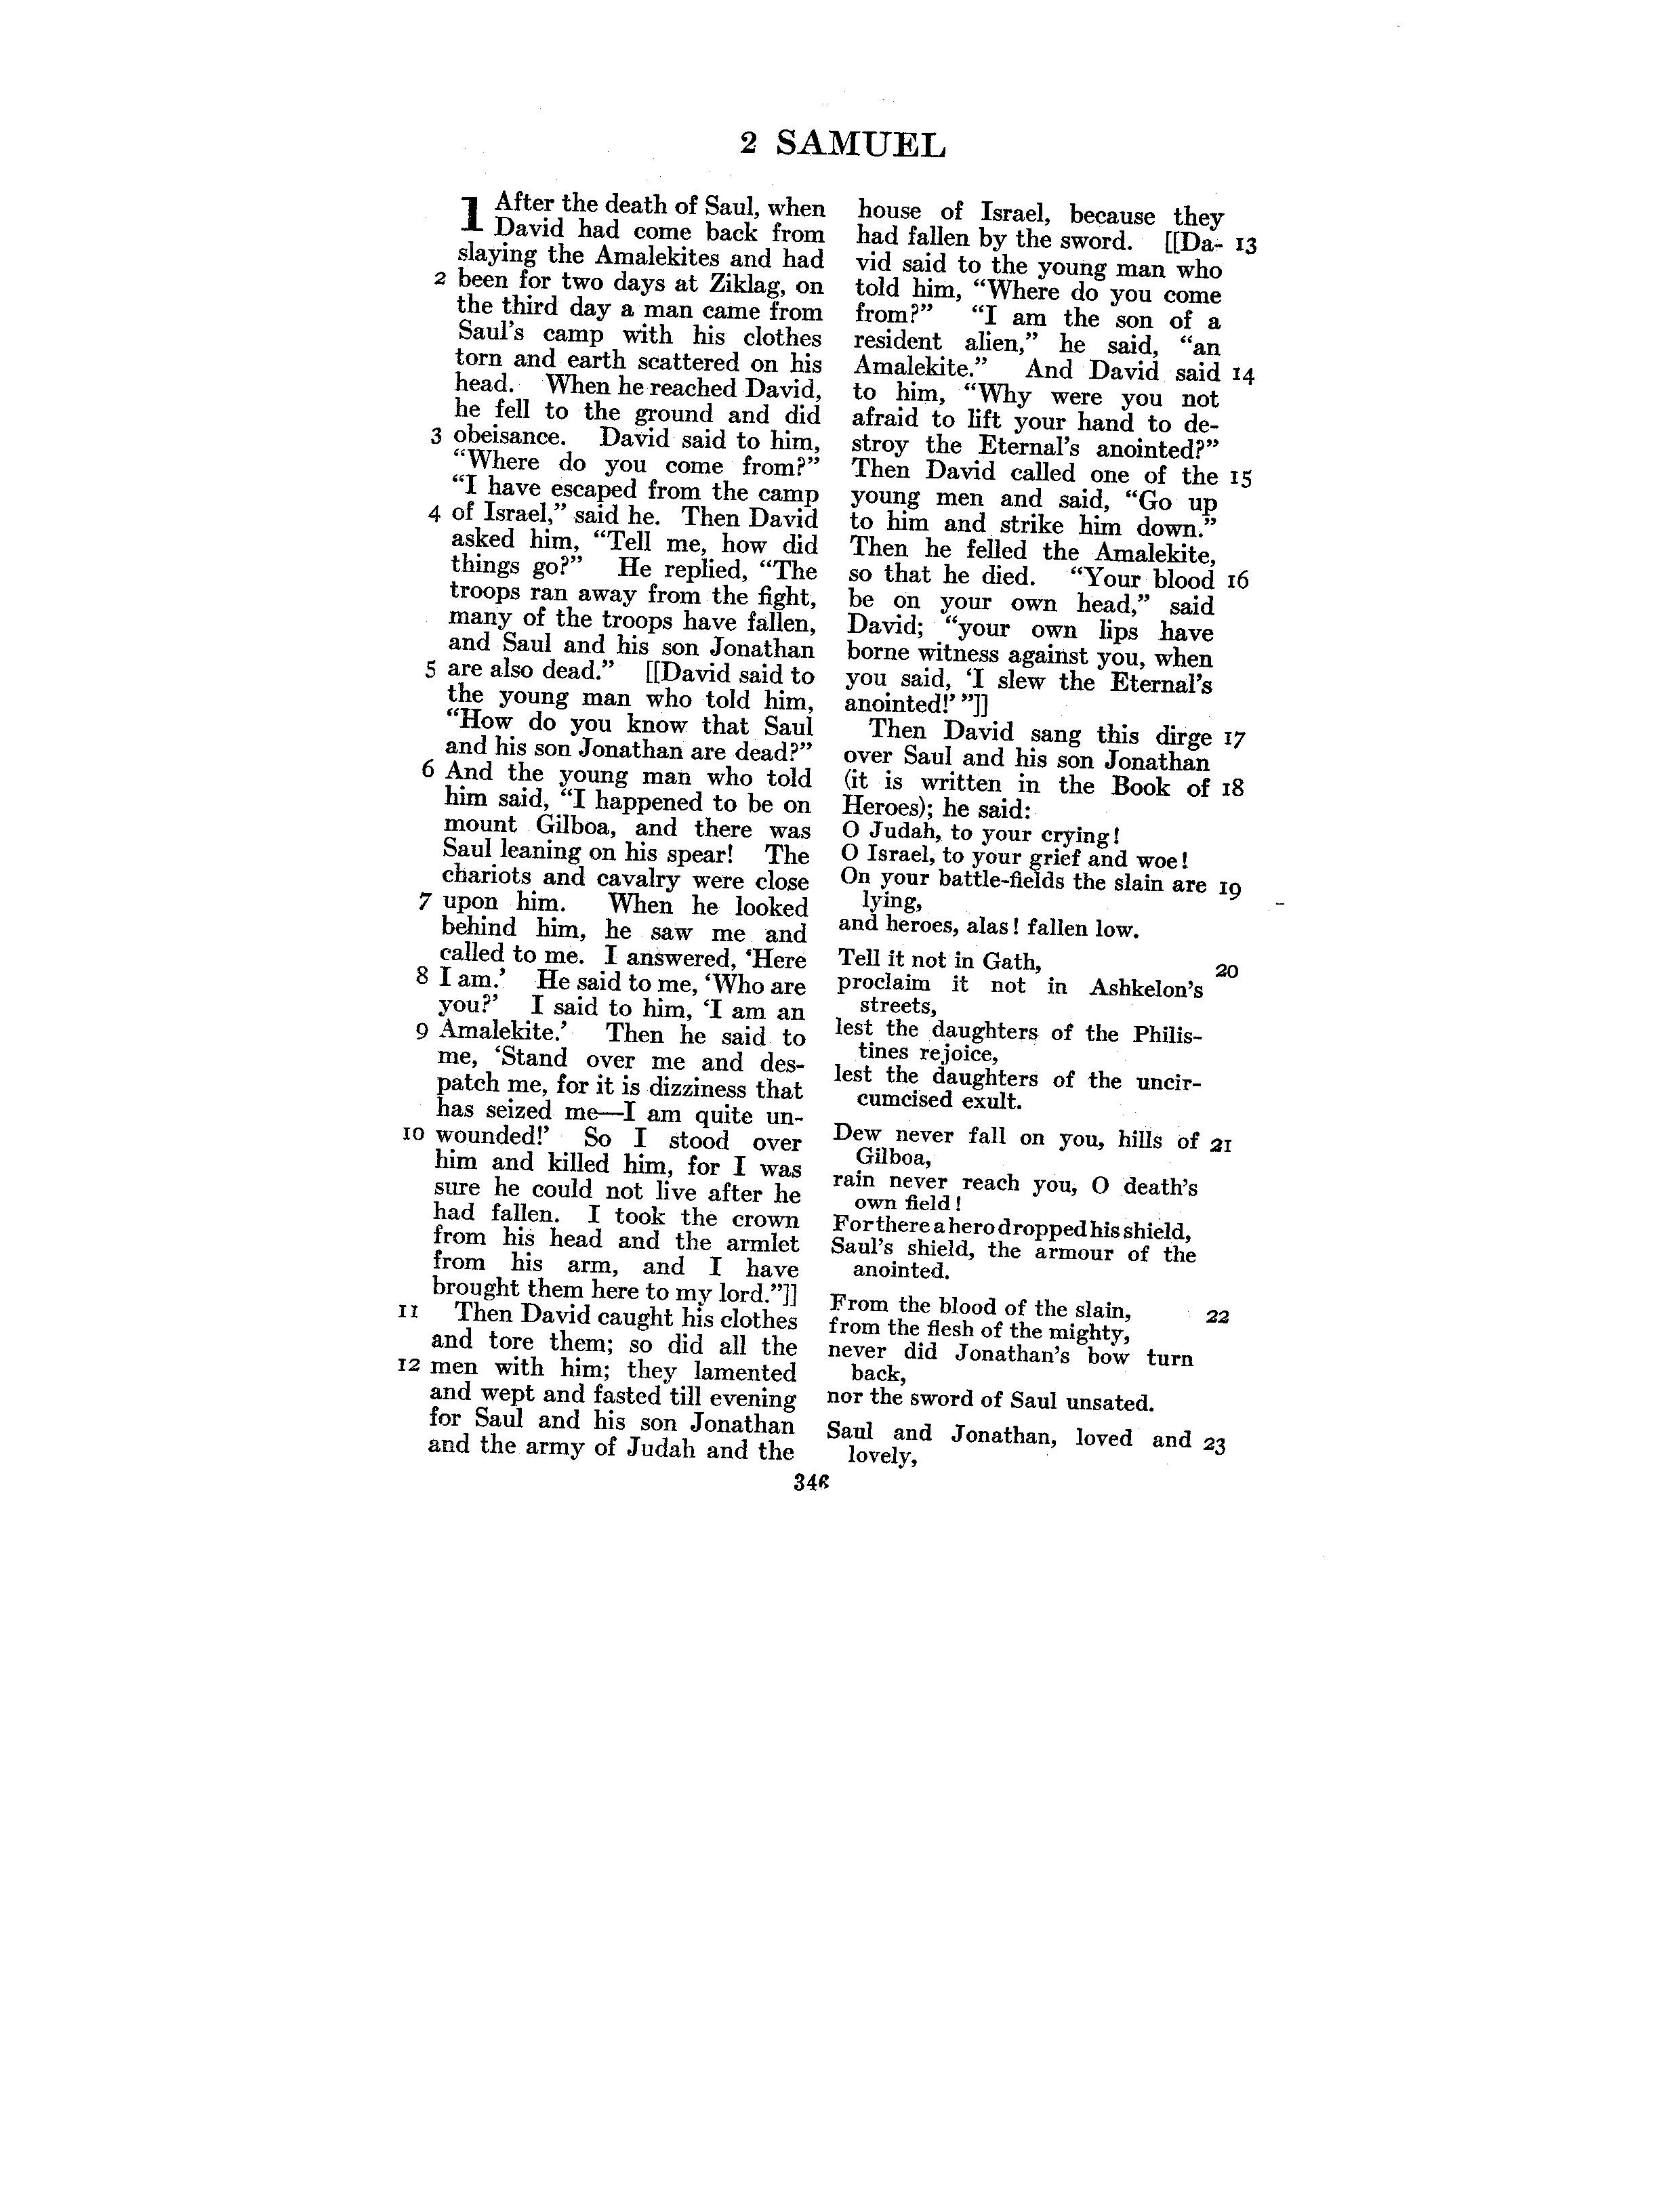 2 SAMUEL
1 After the death of Saul, when
David had come back from
slaying the Amalekites and had
2 been for two days at Ziklag, on
the third day a man came from
Saul's camp with his clothes
torn and earth scattered on his
head. When he reached David,
he fell to the ground and did
3 obeisance. David said to him,
“Where do you come from?”
“I have escaped from the camp
4 of Israel,” said he. Then David
asked him, “Tell me, how did
things go?” He replied, “The
troops ran away from the fight,
many of the troops have fallen,
and Saul and his son Jonathan
5 are also dead.” [[David said to
the young man who told him,
“How do you know that Saul
and his son Jonathan are dead?”
6 And the young man who told
him said, “I happened to be on
mount Gilboa, and there was
Saul leaning on his spear! The
chariots and cavalry were close
7 upon him. When he looked
behind him, he saw me and
called to me. I answered, ‘Here
8 I am.’ He said to me, ‘Who are
you?’ I said to him, ‘I am an
9 Amalekite.’ Then he said to
me, ‘Stand over me and des-
patch me, for it is dizziness that
has seized me—I am quite un-
10 wounded!’ So I stood over
him and killed him, for I was
sure he could not live after he
had fallen. I took the crown
from his head and the armlet
from his arm, and I have
brought them here to my lord.”]]
11 Then David caught his clothes
and tore them; so did all the
12 men with him; they lamented
and wept and fasted till evening
for Saul and his son Jonathan
and the army of Judah and the
house of Israel, because they
had fallen by the sword. [[Da- 13
vid said to the young man who
told him, “Where do you come
from?” “I am the son of a
resident alien,” he said, “an
Amalekite.” And David said 14
to him, “Why were you not
afraid to lift your hand to de-
stroy the Eternal's anointed?”
Then David called one of the 15
young men and said, “Go up
to him and strike him down.”
Then he felled the Amalekite,
so that he died. “Your blood 16
be on your own head,” said
David; “your own lips have
borne witness against you, when
you said, ‘I slew the Eternal's
anointed!’ ”]]
Then David sang this dirge 17
over Saul and his son Jonathan
(it is written in the Book of 18
Heroes); he said:
O Judah, to your crying!
O Israel, to your grief and woe!
On your battle-fields the slain are 19
lying,
and heroes, alas! fallen low.
Tell it not in Gath, 20
proclaim it not in Ashkelon's
streets,
lest the daughters of the Philis-
tines rejoice,
lest the daughters of the uncir-
cumcised exult.
Dew never fall on you, hills of 21
Gilboa,
rain never reach you, O death's
own field!
For there a hero dropped his shield,
Saul's shield, the armour of the
anointed.
From the blood of the slain, 22
from the flesh of the mighty,
never did Jonathan's bow turn
back,
nor the sword of Saul unsated.
Saul and Jonathan, loved and 23
lovely,
346